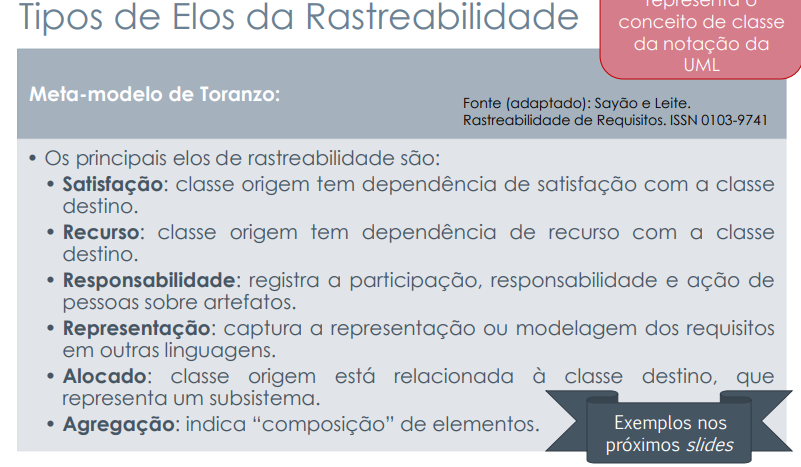 Tipos de Elos da Rastreabilidade
representa o
conceito de classe
da notação da
UML
Meta-modelo de Toranzo:
Fonte (adaptado): Sayão e Leite.
Rastreabilidade de Requisitos. ISSN 0103-9741
• Os principais elos de rastreabilidade são:
• Satisfação: classe origem tem dependência de satisfação com a classe
destino.
• Recurso: classe origem tem dependência de recurso com a classe
destino.
• Responsabilidade: registra a participação, responsabilidade e ação de
pessoas sobre artefatos.
• Representação: captura a representação ou modelagem dos requisitos
em outras linguagens.
• Alocado: classe origem está relacionada à classe destino, que
representa um subsistema.
• Agregação: indica “composição” de elementos.
Exemplos nos
próximos slides